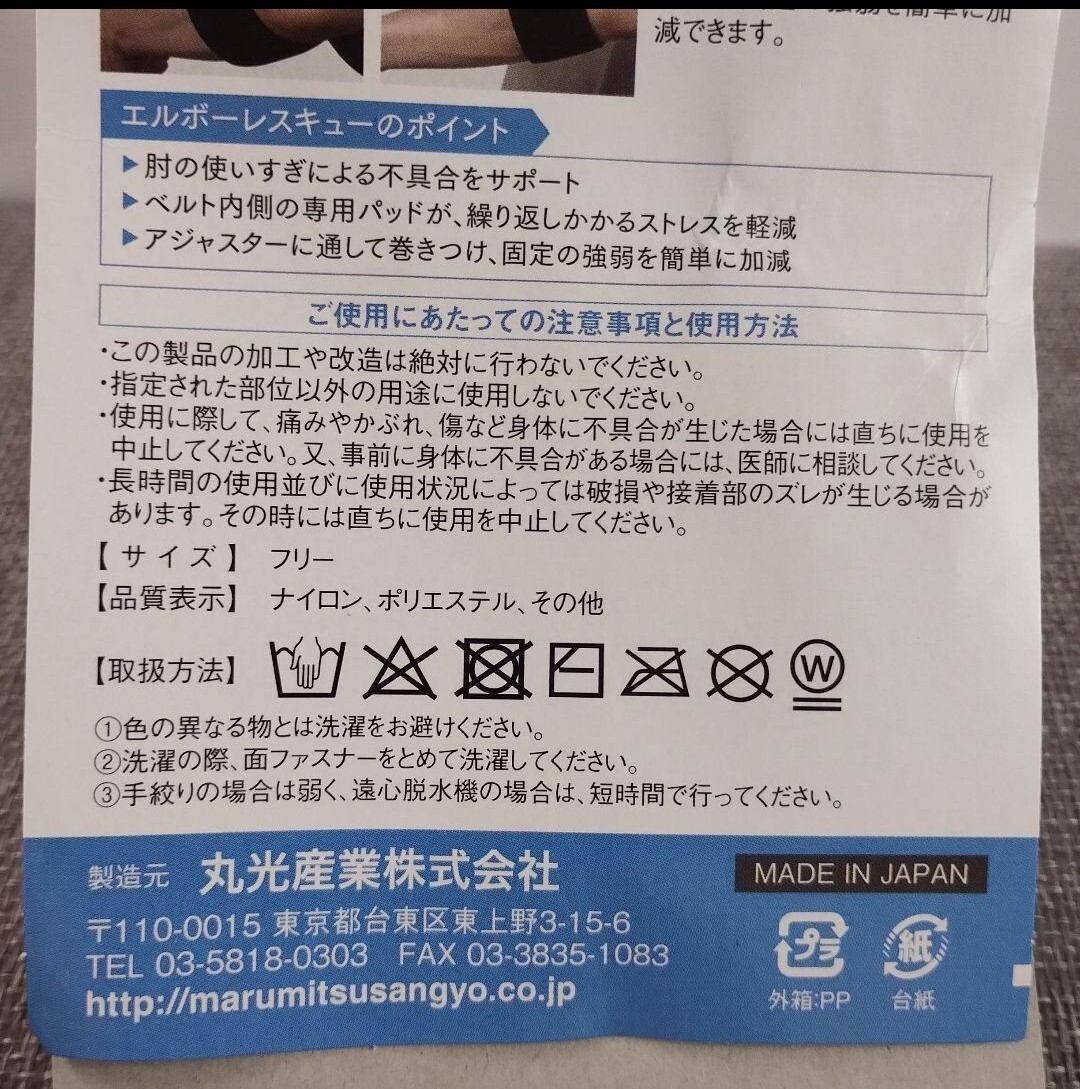 減できます。
エルボーレスキューのポイント
▶肘の使いすぎによる不具合をサポート
▶ベルト内側の専用パッドが、繰り返しかかるストレスを軽減
▶アジャスターに通して巻きつけ、固定の強弱を簡単に加減
ご使用にあたっての注意事項と使用方法
・この製品の加工や改造は絶対に行わないでください。
・指定された部位以外の用途に使用しないでください。
・使用に際して、痛みやかぶれ、傷など身体に不具合が生じた場合には直ちに使用を
中止してください。又、事前に身体に不具合がある場合には、医師に相談してください。
・長時間の使用並びに使用状況によっては破損や接着部のズレが生じる場合が
あります。その時には直ちに使用を中止してください。
【サイズ】 フリー
【品質表示】 ナイロン、ポリエステル、その他
【取扱方法】 W
①色の異なる物とは洗濯をお避けください。
②洗濯の際、面ファスナーをとめて洗濯してください。
③手絞りの場合は弱く、遠心脱水機の場合は、短時間で行ってください。
製造元 丸光産業株式会社
MADE IN JAPAN
〒110-0015 東京都台東区東上野3-15-6
TEL 03-5818-0303 FAX 03-3835-1083
http://marumitsusangyo.co.jp
プラ 紙
外箱:PP 台紙